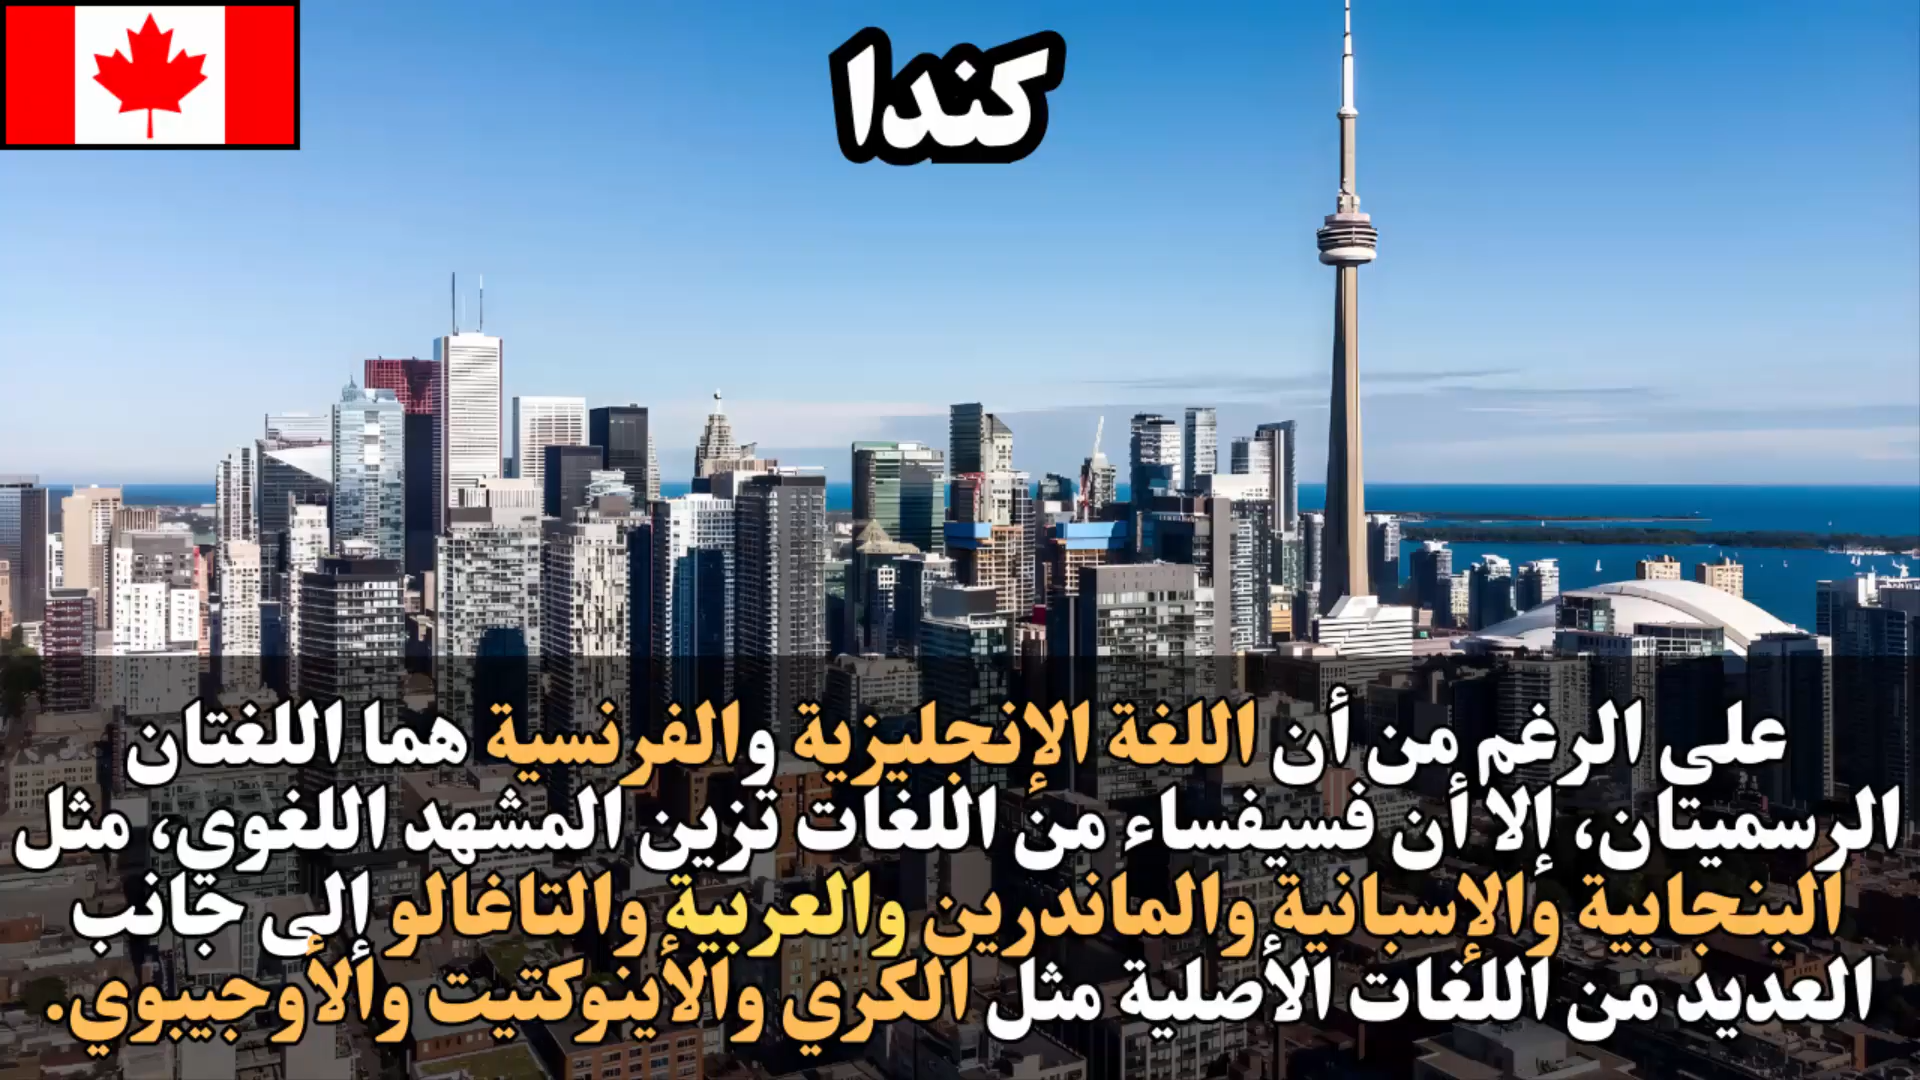 كندا
على الرغم من أن اللغة الإنجليزية والفرنسية هما اللغتان
الرسميتان، إلا أن فسيفساء من اللغات تزين المشهد اللغوي، مثل
البنجابية والإسبانية والماندرين والعربية والتاغالو إلى جانب
العديد من اللغات الأصلية مثل الكري والأينوكتيت والأوجيبوي.